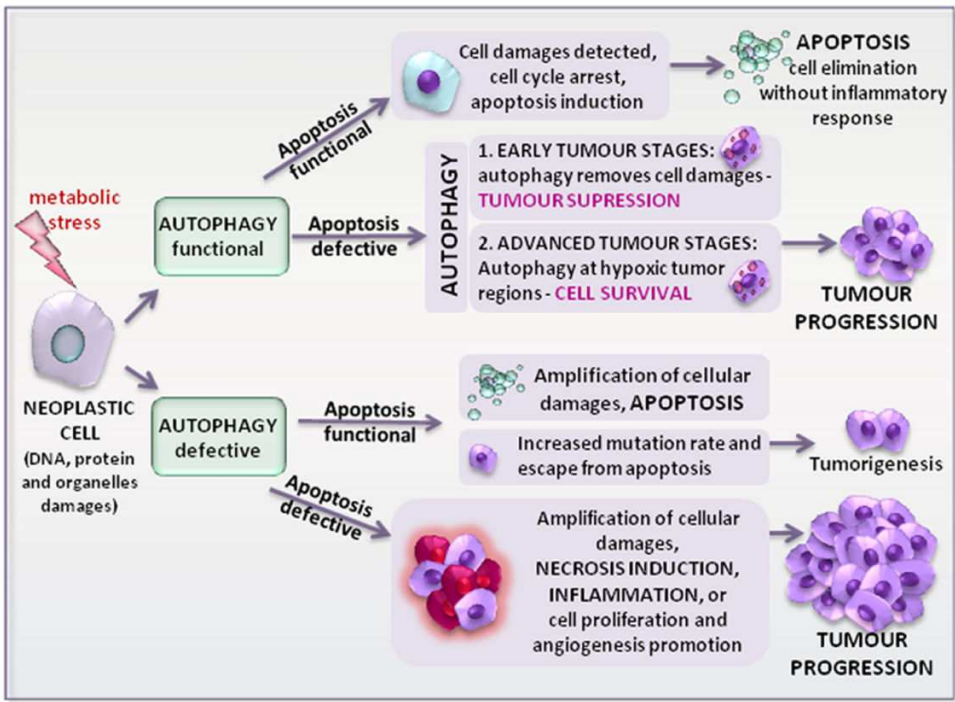 Cell damages detected,
cell cycle arrest,
apoptosis induction
APOPTOSIS
cell elimination
without inflammatory
response
Apoptosis
functional
metabolic
stress
AUTOPHAGY
functional
Apoptosis
defective
AUTOPHAGY
1. EARLY TUMOUR STAGES:
autophagy removes cell damages -
TUMOUR SUPRESSION
2. ADVANCED TUMOUR STAGES:
Autophagy at hypoxic tumor
regions - CELL SURVIVAL
TUMOUR
PROGRESSION
NEOPLASTIC
CELL
(DNA, protein
and organelles
damages)
AUTOPHAGY
defective
Apoptosis
functional
Amplification of cellular
damages, APOPTOSIS
Increased mutation rate and
escape from apoptosis
Tumorigenesis
Apoptosis
defective
Amplification of cellular
damages,
NECROSIS INDUCTION,
INFLAMMATION, or
cell proliferation and
angiogenesis promotion
TUMOUR
PROGRESSION